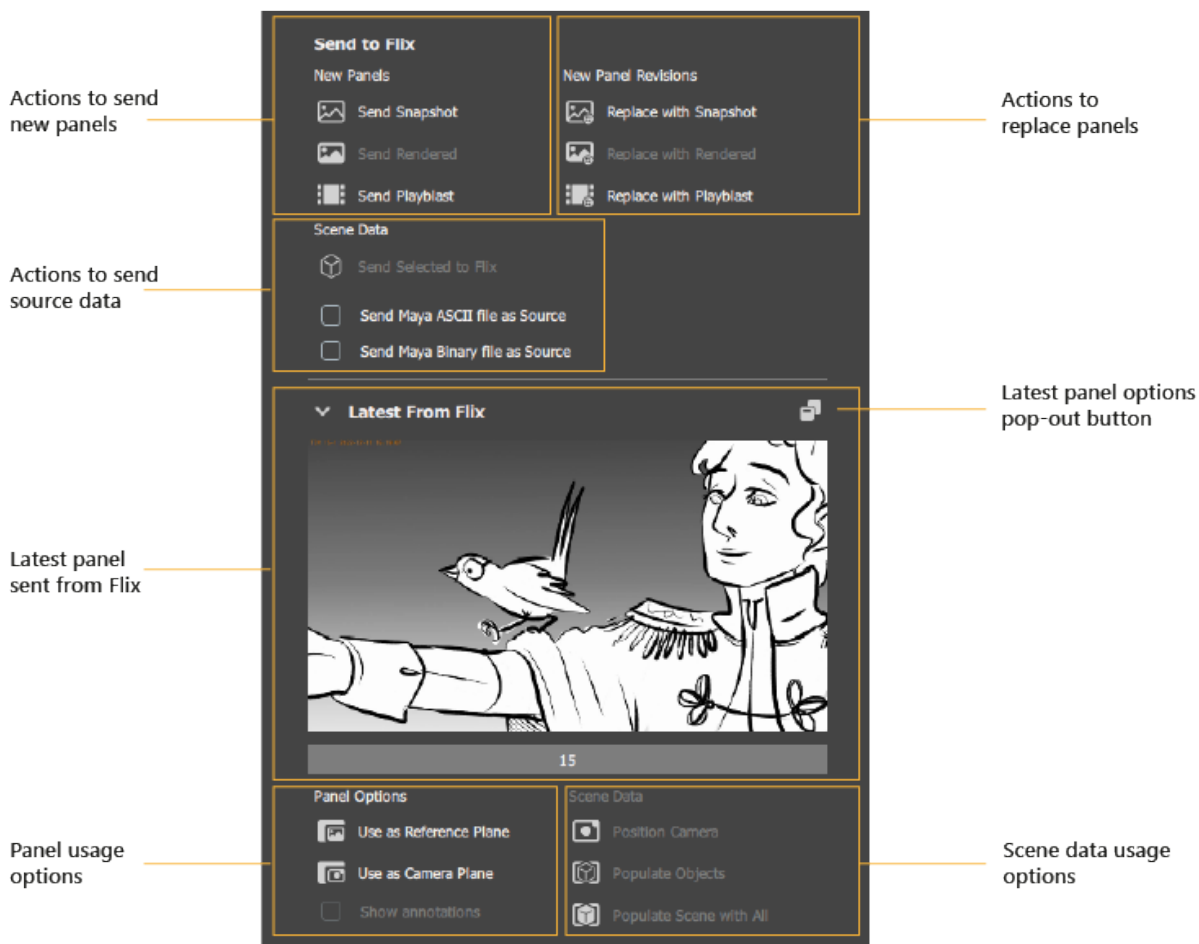 Send to Flix
New Panels
New Panel Revisions
Actions to send
new panels
Send Snapshot
Replace with Snapshot
Actions to
replace panels
Send Rendered
Replace with Rendered
Send Playblast
Replace with Playblast
Scene Data
Actions to send
source data
Send Selected to Flix
Send Maya ASCII file as Source
Send Maya Binary file as Source
Latest From Flix
Latest panel options
pop-out button
Latest panel
sent from Flix
15
Panel Options
Scene Data
Use as Reference Plane
Position Camera
Panel usage
options
Use as Camera Plane
Populate Objects
Scene data usage
options
Show annotations
Populate Scene with All